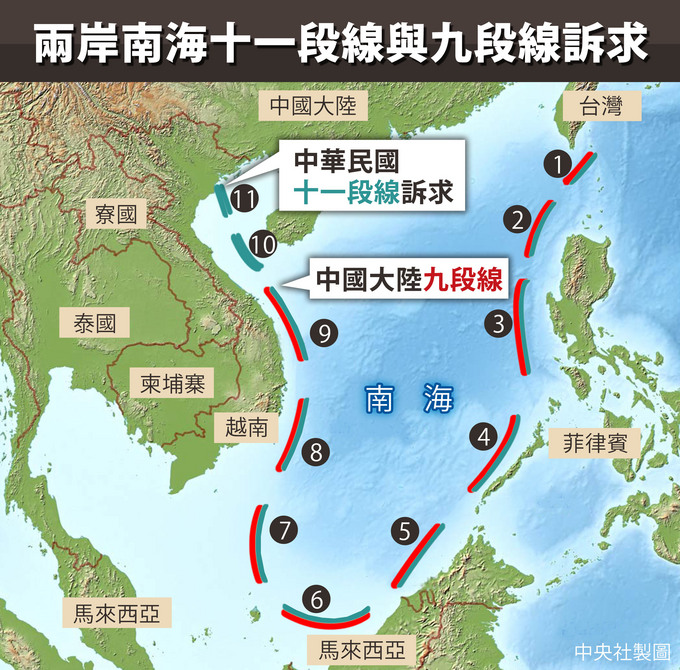 兩岸南海十一段線與九段線訴求
中國大陸
台灣
中華民國
十一段線訴求
1
11
寮國
2
10
中國大陸九段線
泰國
3
9
柬埔寨
南海
越南
4
菲律賓
8
7
5
6
馬來西亞
馬來西亞
中央社製圖